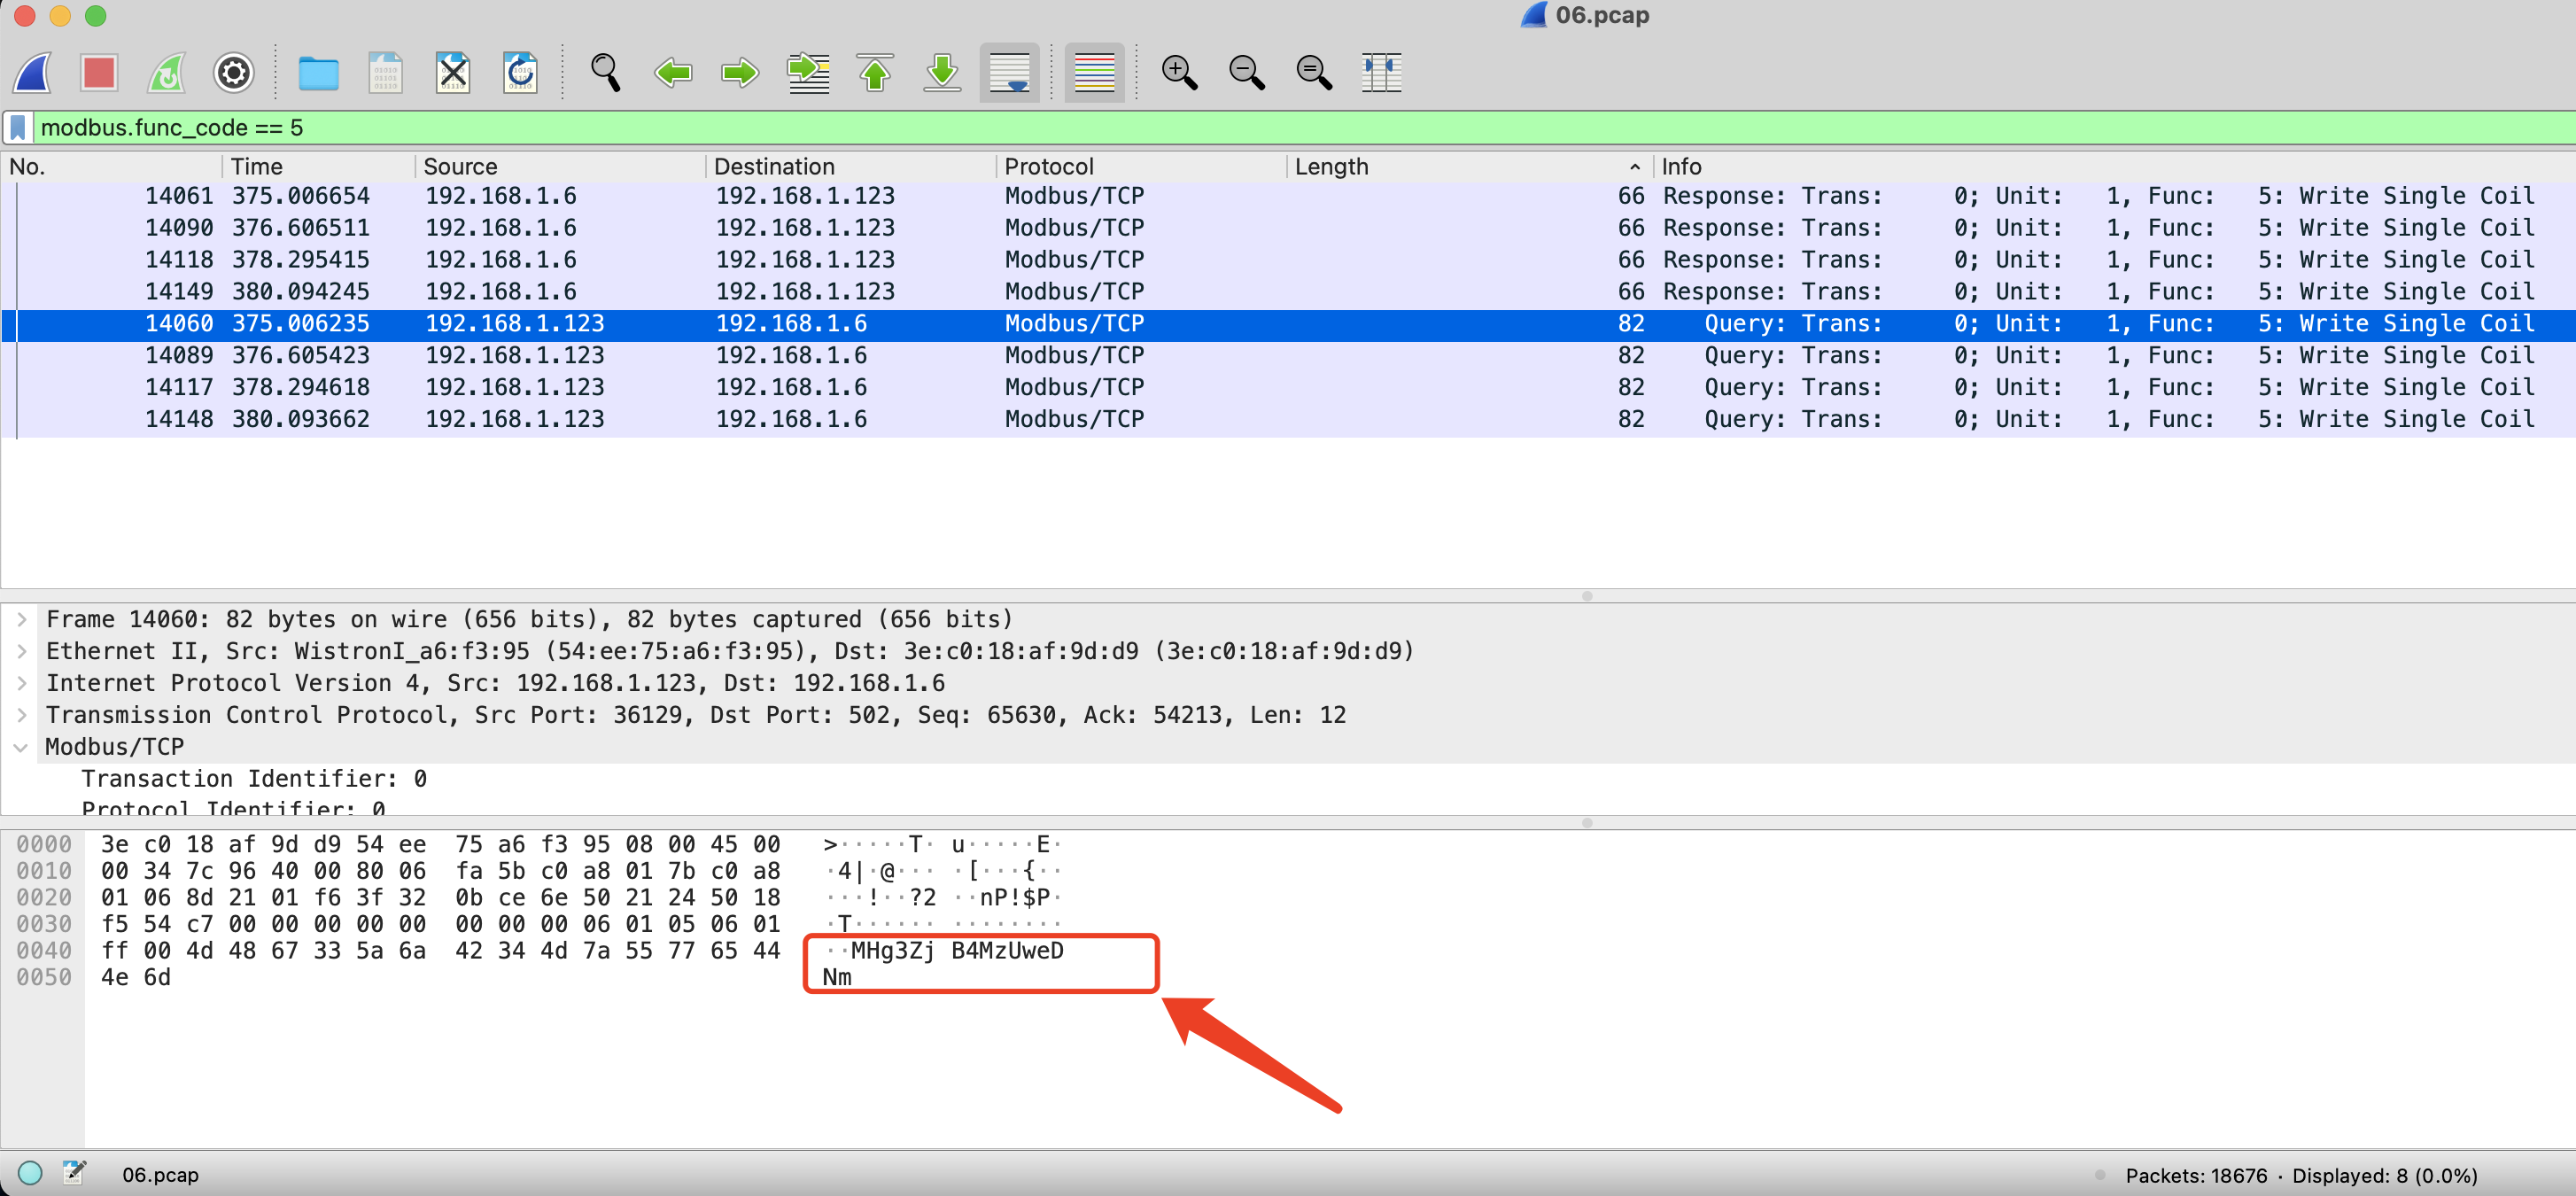 06.pcap
modbus.func_code == 5
No. Time Source Destination Protocol Length Info
14061 375.006654 192.168.1.6 192.168.1.123 Modbus/TCP 66 Response: Trans: 0; Unit: 1, Func: 5: Write Single Coil
14090 376.606511 192.168.1.6 192.168.1.123 Modbus/TCP 66 Response: Trans: 0; Unit: 1, Func: 5: Write Single Coil
14118 378.295415 192.168.1.6 192.168.1.123 Modbus/TCP 66 Response: Trans: 0; Unit: 1, Func: 5: Write Single Coil
14149 380.094245 192.168.1.6 192.168.1.123 Modbus/TCP 66 Response: Trans: 0; Unit: 1, Func: 5: Write Single Coil
14060 375.006235 192.168.1.123 192.168.1.6 Modbus/TCP 82 Query: Trans: 0; Unit: 1, Func: 5: Write Single Coil
14089 376.605423 192.168.1.123 192.168.1.6 Modbus/TCP 82 Query: Trans: 0; Unit: 1, Func: 5: Write Single Coil
14117 378.294618 192.168.1.123 192.168.1.6 Modbus/TCP 82 Query: Trans: 0; Unit: 1, Func: 5: Write Single Coil
14148 380.093662 192.168.1.123 192.168.1.6 Modbus/TCP 82 Query: Trans: 0; Unit: 1, Func: 5: Write Single Coil
Frame 14060: 82 bytes on wire (656 bits), 82 bytes captured (656 bits)
Ethernet II, Src: WistronI_a6:f3:95 (54:ee:75:a6:f3:95), Dst: 3e:c0:18:af:9d:d9 (3e:c0:18:af:9d:d9)
Internet Protocol Version 4, Src: 192.168.1.123, Dst: 192.168.1.6
Transmission Control Protocol, Src Port: 36129, Dst Port: 502, Seq: 65630, Ack: 54213, Len: 12
Modbus/TCP
Transaction Identifier: 0
Protocol Identifier: 0
0000 3e c0 18 af 9d d9 54 ee 75 a6 f3 95 08 00 45 00 >·····T· u·····E·
0010 00 34 7c 96 40 00 80 06 fa 5b c0 a8 01 7b c0 a8 ·4|·@··· ·[···{··
0020 01 06 8d 21 01 f6 3f 32 0b ce 6e 50 21 24 50 18 ···!··?2 ··nP!$P·
0030 f5 54 c7 00 00 00 00 00 00 00 00 06 01 05 06 01 ·T······ ········
0040 ff 00 4d 48 67 33 5a 6a 42 34 4d 7a 55 77 65 44 ··MHg3Zj B4MzUweD
0050 4e 6d Nm
06.pcap
Packets: 18676 · Displayed: 8 (0.0%)